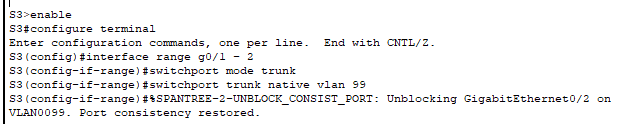 S3>enable
S3#configure terminal
Enter configuration commands, one per line.  End with CNTL/Z.
S3(config)#interface range g0/1 - 2
S3(config-if-range)#switchport mode trunk
S3(config-if-range)#switchport trunk native vlan 99
S3(config-if-range)#%SPANTREE-2-UNBLOCK_CONSIST_PORT: Unblocking GigabitEthernet0/2 on
VLAN0099. Port consistency restored.